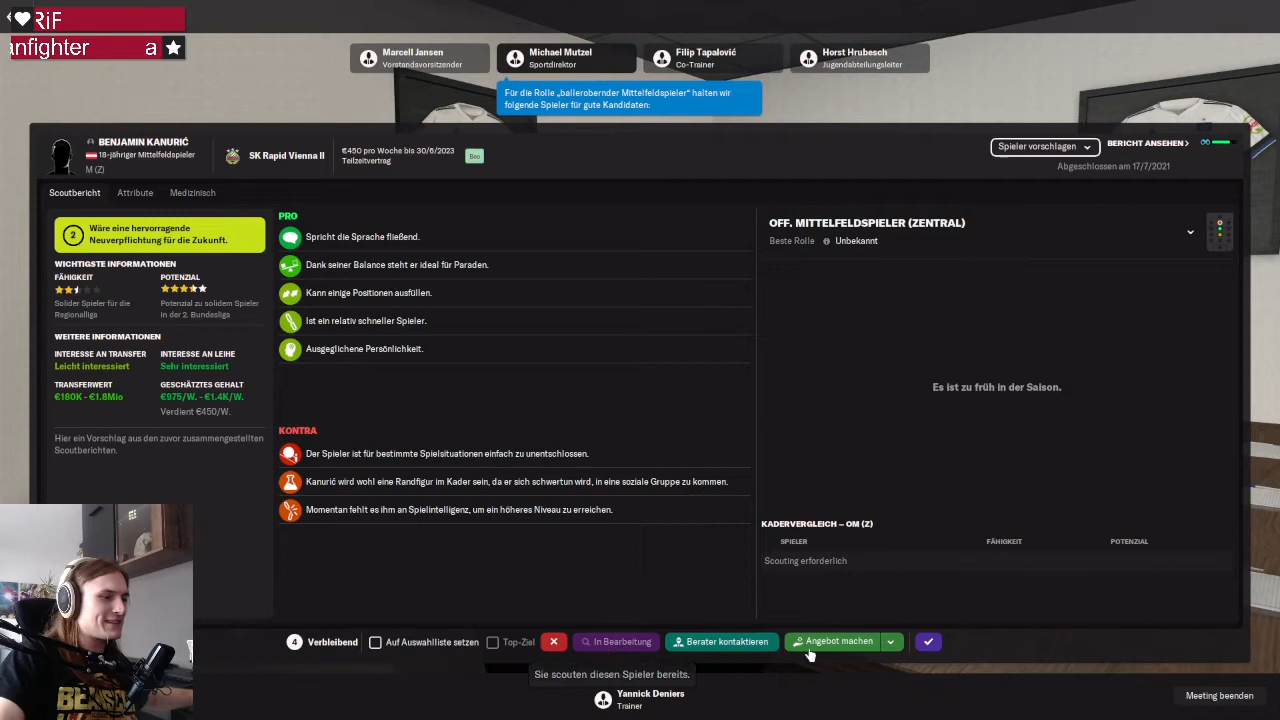 RiF
anfighter a
Marcell Jansen
Vorstandsvorsitzender
Michael Mutzel
Sportdirektor
Filip Tapalović
Co-Trainer
Horst Hrubesch
Jugendabteilungsleiter
Für die Rolle „ballerobernder Mittelfeldspieler“ halten wir
folgende Spieler für gute Kandidaten:
BENJAMIN KANURIĆ
18-jähriger Mittelfeldspieler
M (Z)
SK Rapid Vienna II
€450 pro Woche bis 30/6/2023
Teilzeitvertrag
Beo
Spieler vorschlagen
BERICHT ANSEHEN
Abgeschlossen am 17/7/2021
Scoutbericht Attribute Medizinisch
2
Wäre eine hervorragende
Neuverpflichtung für die Zukunft.
WICHTIGSTE INFORMATIONEN
FÄHIGKEIT POTENZIAL
Solider Spieler für die
Regionalliga
Potenzial zu solidem Spieler
in der 2. Bundesliga
WEITERE INFORMATIONEN
INTERESSE AN TRANSFER INTERESSE AN LEIHE
Leicht interessiert Sehr interessiert
TRANSFERWERT GESCHÄTZTES GEHALT
€180K - €1.8Mio €975/W. - €1.4K/W.
Verdient €450/W.
Hier ein Vorschlag aus den zuvor zusammengestellten
Scoutberichten.
PRO
Spricht die Sprache fließend.
Dank seiner Balance steht er ideal für Paraden.
Kann einige Positionen ausfüllen.
Ist ein relativ schneller Spieler.
Ausgeglichene Persönlichkeit.
KONTRA
Der Spieler ist für bestimmte Spielsituationen einfach zu unentschlossen.
Kanurić wird wohl eine Randfigur im Kader sein, da er sich schwertun wird, in eine soziale Gruppe zu kommen.
Momentan fehlt es ihm an Spielintelligenz, um ein höheres Niveau zu erreichen.
OFF. MITTELFELDSPIELER (ZENTRAL)
Beste Rolle Unbekannt
Es ist zu früh in der Saison.
KADERVERGLEICH – OM (Z)
SPIELER FÄHIGKEIT POTENZIAL
Scouting erforderlich
4 Verbleibend Auf Auswahlliste setzen Top-Ziel In Bearbeitung Berater kontaktieren Angebot machen
Sie scouten diesen Spieler bereits.
Yannick Deniers
Trainer
Meeting beenden